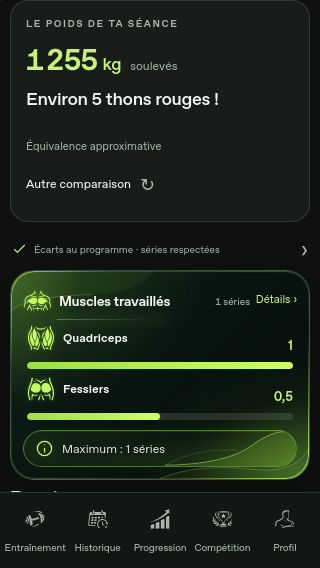 LE POIDS DE TA SÉANCE
1 255 kg soulevés
Environ 5 thons rouges !
Équivalence approximative
Autre comparaison ↻
Écarts au programme · séries respectées
Muscles travaillés 1 séries Détails ›
Quadriceps 1
Fessiers 0,5
Maximum : 1 séries
Entraînement Historique Progression Compétition Profil